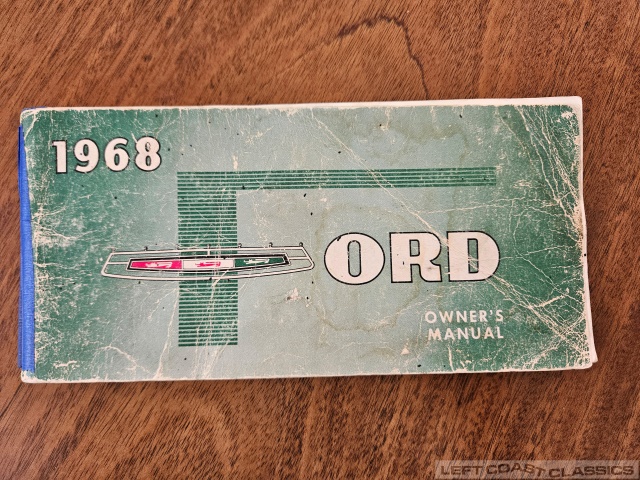 1968
FORD
OWNER'S
MANUAL
LEFT COAST CLASSICS